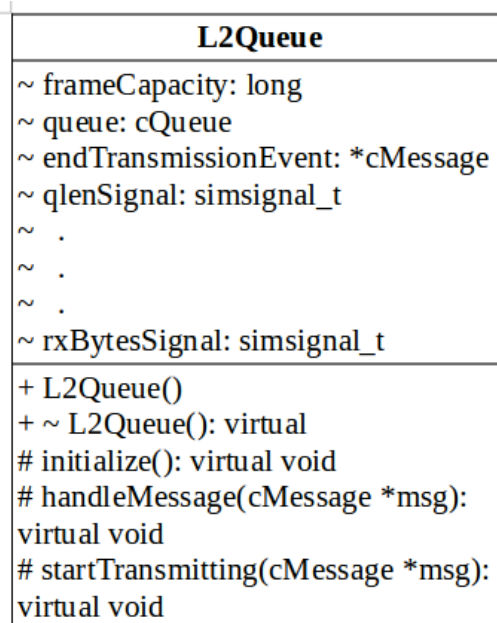 L2Queue
~ frameCapacity: long
~ queue: cQueue
~ endTransmissionEvent: *cMessage
~ qlenSignal: simsignal_t
~ .
~ .
~ .
~ rxBytesSignal: simsignal_t
+ L2Queue()
+ ~ L2Queue(): virtual
# initialize(): virtual void
# handleMessage(cMessage *msg):
virtual void
# startTransmitting(cMessage *msg):
virtual void